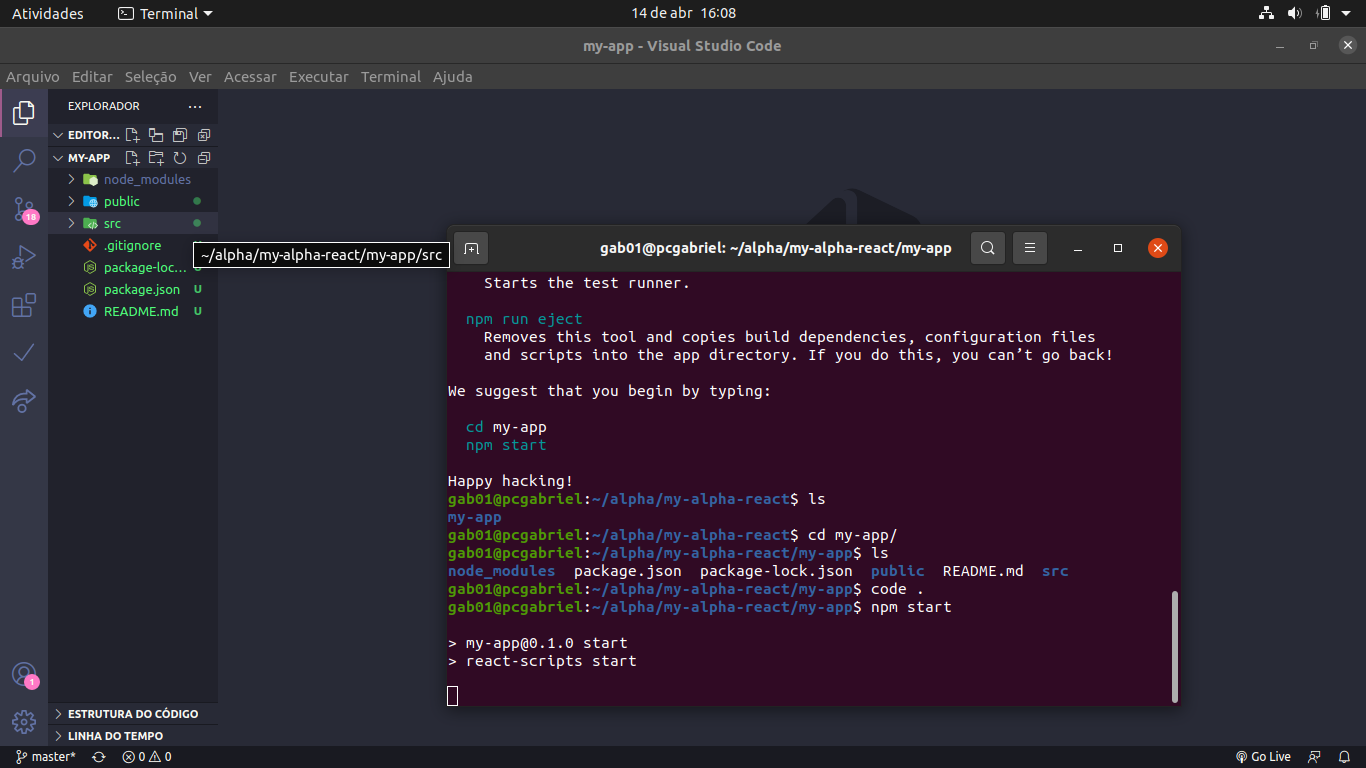 Atividades Terminal 14 de abr 16:08
my-app - Visual Studio Code
Arquivo Editar Seleção Ver Acessar Executar Terminal Ajuda
EXPLORADOR
EDITOR...
MY-APP
node_modules
public
src
.gitignore
package-loc... U
package.json U
README.md U
18
1
~/alpha/my-alpha-react/my-app/src
ESTRUTURA DO CÓDIGO
LINHA DO TEMPO
gab01@pcgabriel: ~/alpha/my-alpha-react/my-app
Starts the test runner.
npm run eject
Removes this tool and copies build dependencies, configuration files
and scripts into the app directory. If you do this, you can’t go back!
We suggest that you begin by typing:
cd my-app
npm start
Happy hacking!
gab01@pcgabriel:~/alpha/my-alpha-react$ ls
my-app
gab01@pcgabriel:~/alpha/my-alpha-react$ cd my-app/
gab01@pcgabriel:~/alpha/my-alpha-react/my-app$ ls
node_modules package.json package-lock.json public README.md src
gab01@pcgabriel:~/alpha/my-alpha-react/my-app$ code .
gab01@pcgabriel:~/alpha/my-alpha-react/my-app$ npm start
> my-app@0.1.0 start
> react-scripts start
master* 0 0 Go Live